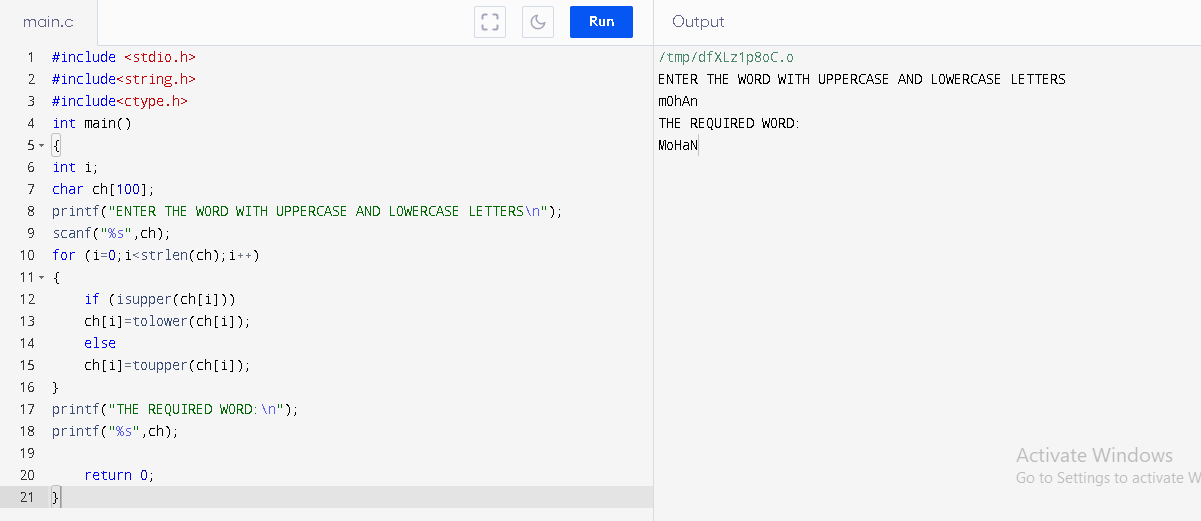 main.c
Run
Output
1 #include <stdio.h>
2 #include<string.h>
3 #include<ctype.h>
4 int main()
5 {
6 int i;
7 char ch[100];
8 printf("ENTER THE WORD WITH UPPERCASE AND LOWERCASE LETTERS\n");
9 scanf("%s",ch);
10 for (i=0;i<strlen(ch);i++)
11 {
12     if (isupper(ch[i]))
13     ch[i]=tolower(ch[i]);
14     else
15     ch[i]=toupper(ch[i]);
16 }
17 printf("THE REQUIRED WORD:\n");
18 printf("%s",ch);
19
20     return 0;
21 }
/tmp/dfXLz1p8oC.o
ENTER THE WORD WITH UPPERCASE AND LOWERCASE LETTERS
mOhAn
THE REQUIRED WORD:
MoHaN
Activate Windows
Go to Settings to activate W